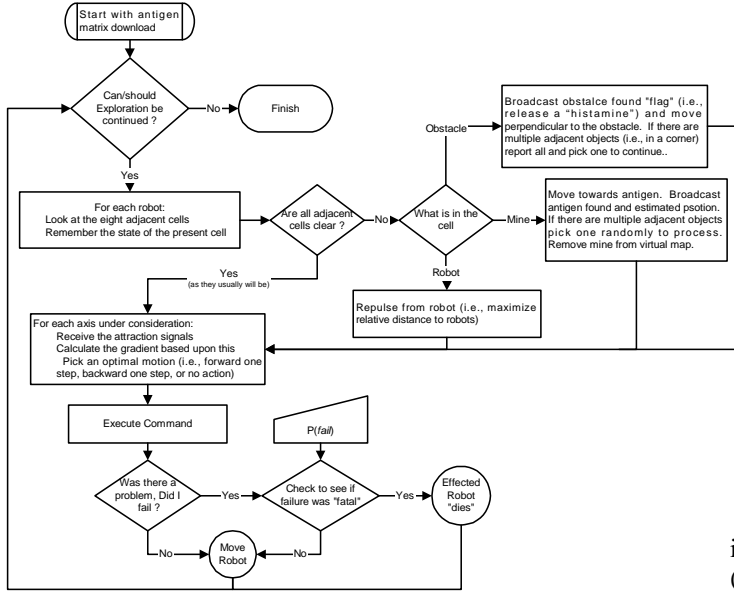 Start with antigen
matrix download
Can/should
Exploration be
continued ?
No
Finish
Yes
For each robot:
Look at the eight adjacent cells
Remember the state of the present cell
Are all adjacent
cells clear ?
No
What is in the
cell
Obstacle
Broadcast obstalce found "flag" (i.e.,
release a "histamine") and move
perpendicular to the obstacle. If there are
multiple adjacent objects (i.e., in a corner)
report all and pick one to continue..
Mine
Move towards antigen. Broadcast
antigen found and estimated position.
If there are multiple adjacent objects
pick one randomly to process.
Remove mine from virtual map.
Robot
Repulse from robot (i.e., maximize
relative distance to robots)
Yes
(as they usually will be)
For each axis under consideration:
Receive the attraction signals
Calculate the gradient based upon this
Pick an optimal motion (i.e., forward one
step, backward one step, or no action)
Execute Command
P(fail)
Was there a
problem, Did I
fail ?
Yes
Check to see if
failure was "fatal"
Yes
Effected
Robot
"dies"
No
Move
Robot
No
i
(